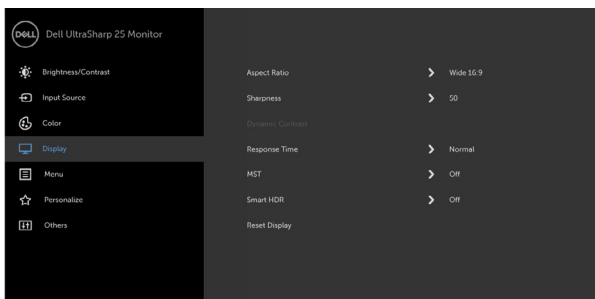 DELL Dell UltraSharp 25 Monitor
Brightness/Contrast
Aspect Ratio Wide 16:9
Input Source
Sharpness 50
Color
Dynamic Contrast
Display
Response Time Normal
Menu
MST Off
Personalize
Smart HDR Off
Others
Reset Display